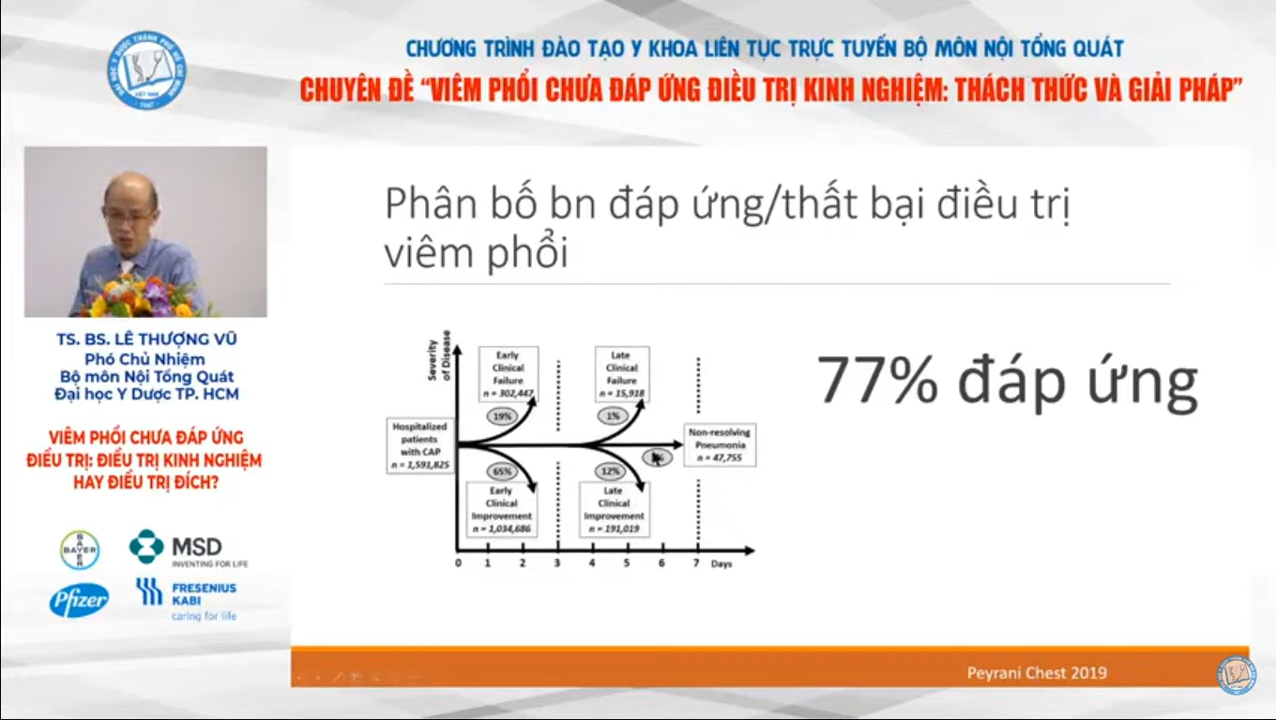 CHƯƠNG TRÌNH ĐÀO TẠO Y KHOA LIÊN TỤC TRỰC TUYẾN BỘ MÔN NỘI TỔNG QUÁT
CHUYÊN ĐỀ “VIÊM PHỔI CHƯA ĐÁP ỨNG ĐIỀU TRỊ KINH NGHIỆM: THÁCH THỨC VÀ GIẢI PHÁP”
TS. BS. LÊ THƯỢNG VŨ
Phó Chủ Nhiệm
Bộ môn Nội Tổng Quát
Đại học Y Dược TP. HCM
VIÊM PHỔI CHƯA ĐÁP ỨNG
ĐIỀU TRỊ: ĐIỀU TRỊ KINH NGHIỆM
HAY ĐIỀU TRỊ ĐÍCH?
BAYER
MSD
INVENTING FOR LIFE
Pfizer
FRESENIUS
KABI
caring for life
Phân bố bn đáp ứng/thất bại điều trị
viêm phổi
Severity
of Disease
Early
Clinical
Failure
n = 302,447
19%
Late
Clinical
Failure
n = 15,918
1%
Hospitalized
patients
with CAP
n = 1,591,825
Non-resolving
Pneumonia
n = 47,755
65%
Early
Clinical
Improvement
n = 1,034,686
12%
Late
Clinical
Improvement
n = 191,019
0 1 2 3 4 5 6 7 Days
77% đáp ứng
Peyrani Chest 2019